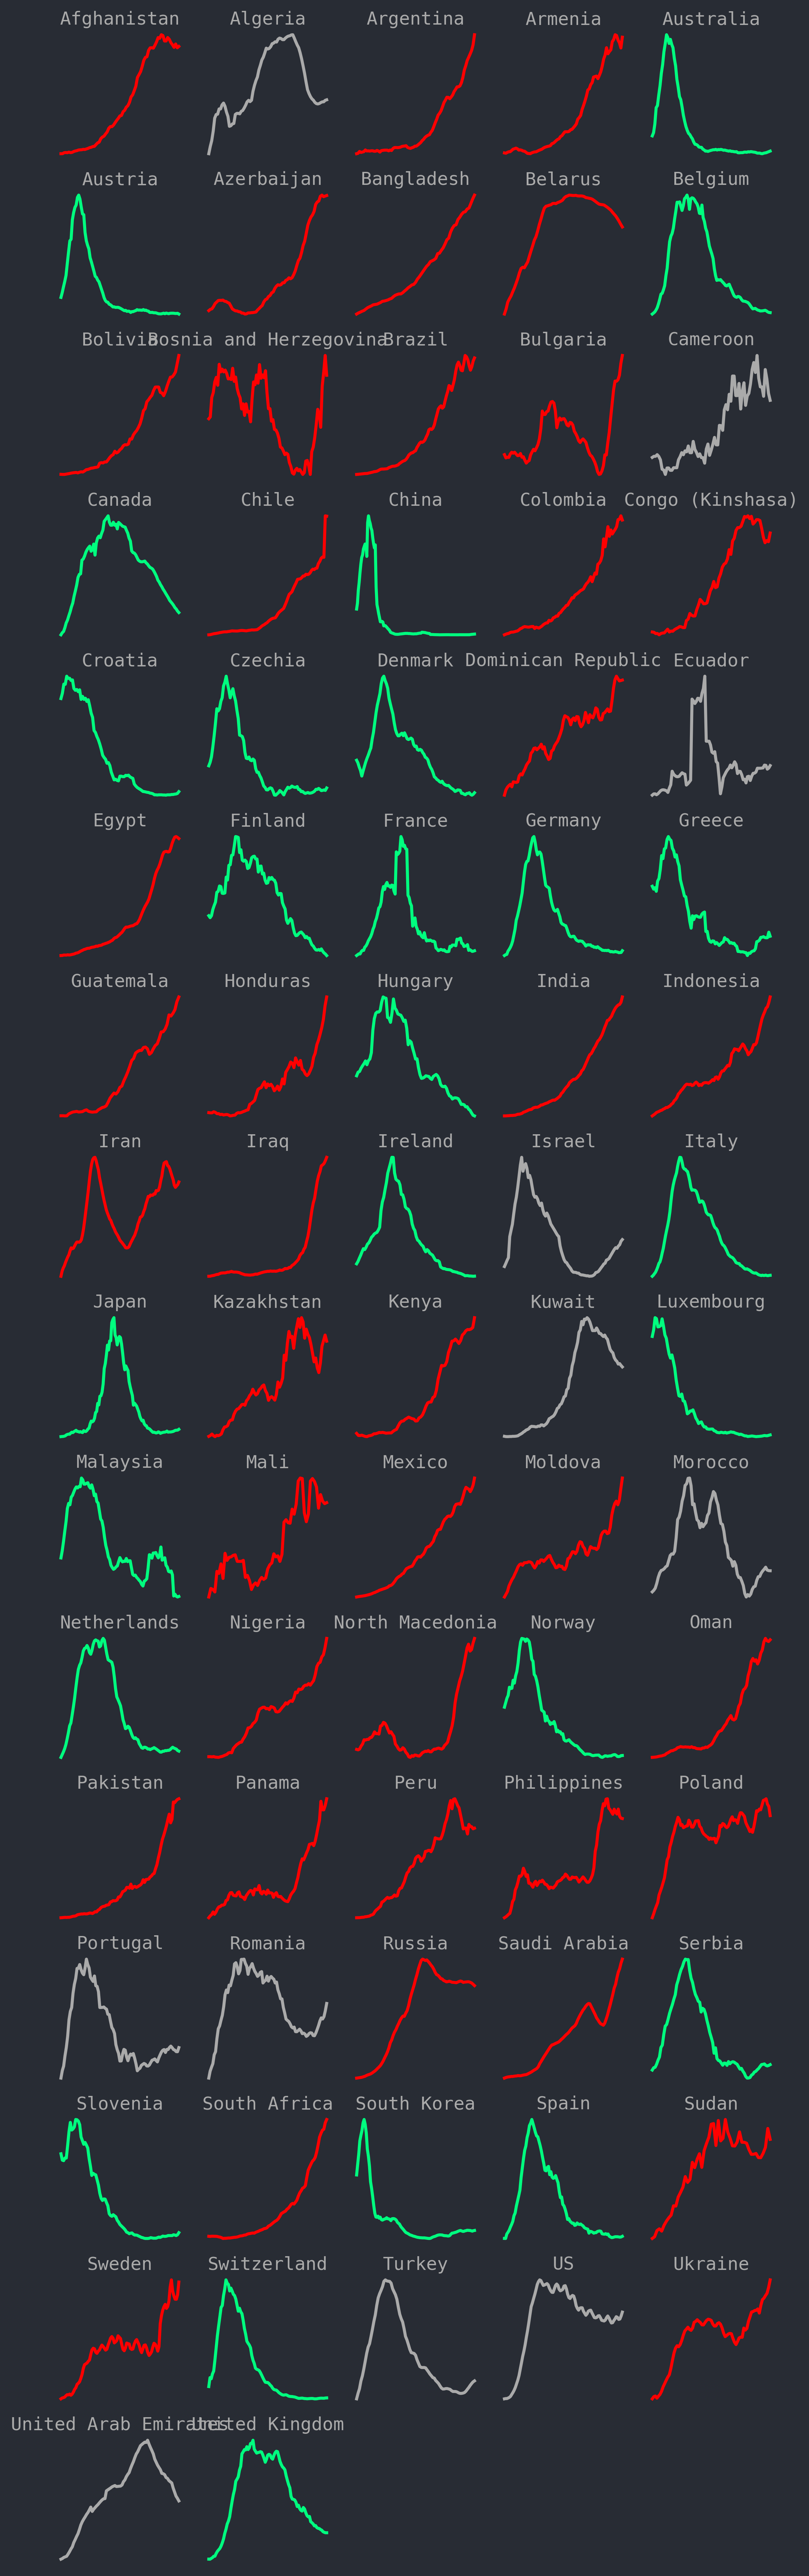 Afghanistan Algeria Argentina Armenia Australia
Austria Azerbaijan Bangladesh Belarus Belgium
Bolivia Bosnia and Herzegovina Brazil Bulgaria Cameroon
Canada Chile China Colombia Congo (Kinshasa)
Croatia Czechia Denmark Dominican Republic Ecuador
Egypt Finland France Germany Greece
Guatemala Honduras Hungary India Indonesia
Iran Iraq Ireland Israel Italy
Japan Kazakhstan Kenya Kuwait Luxembourg
Malaysia Mali Mexico Moldova Morocco
Netherlands Nigeria North Macedonia Norway Oman
Pakistan Panama Peru Philippines Poland
Portugal Romania Russia Saudi Arabia Serbia
Slovenia South Africa South Korea Spain Sudan
Sweden Switzerland Turkey US Ukraine
United Arab Emirates United Kingdom